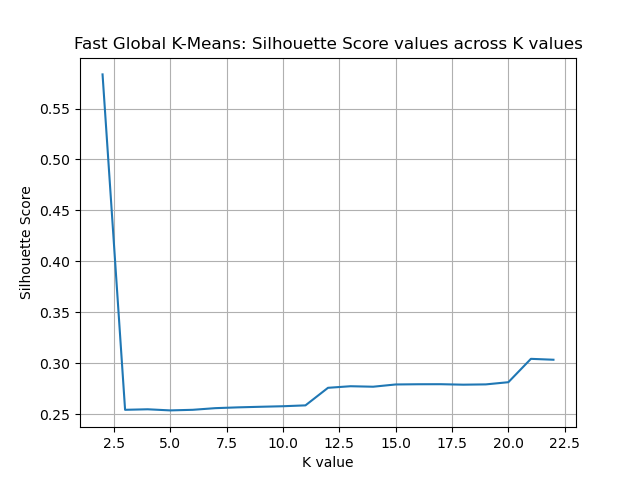 Fast Global K-Means: Silhouette Score values across K values
Silhouette Score
0.55
0.50
0.45
0.40
0.35
0.30
0.25
2.5 5.0 7.5 10.0 12.5 15.0 17.5 20.0 22.5
K value